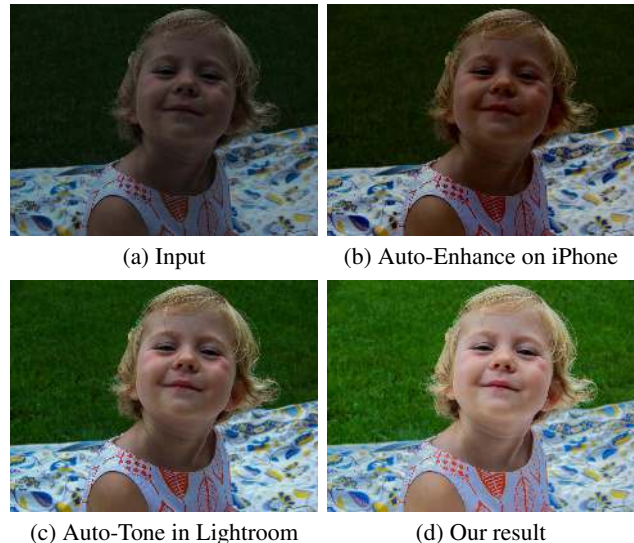 (a) Input
(b) Auto-Enhance on iPhone
(c) Auto-Tone in Lightroom
(d) Our result